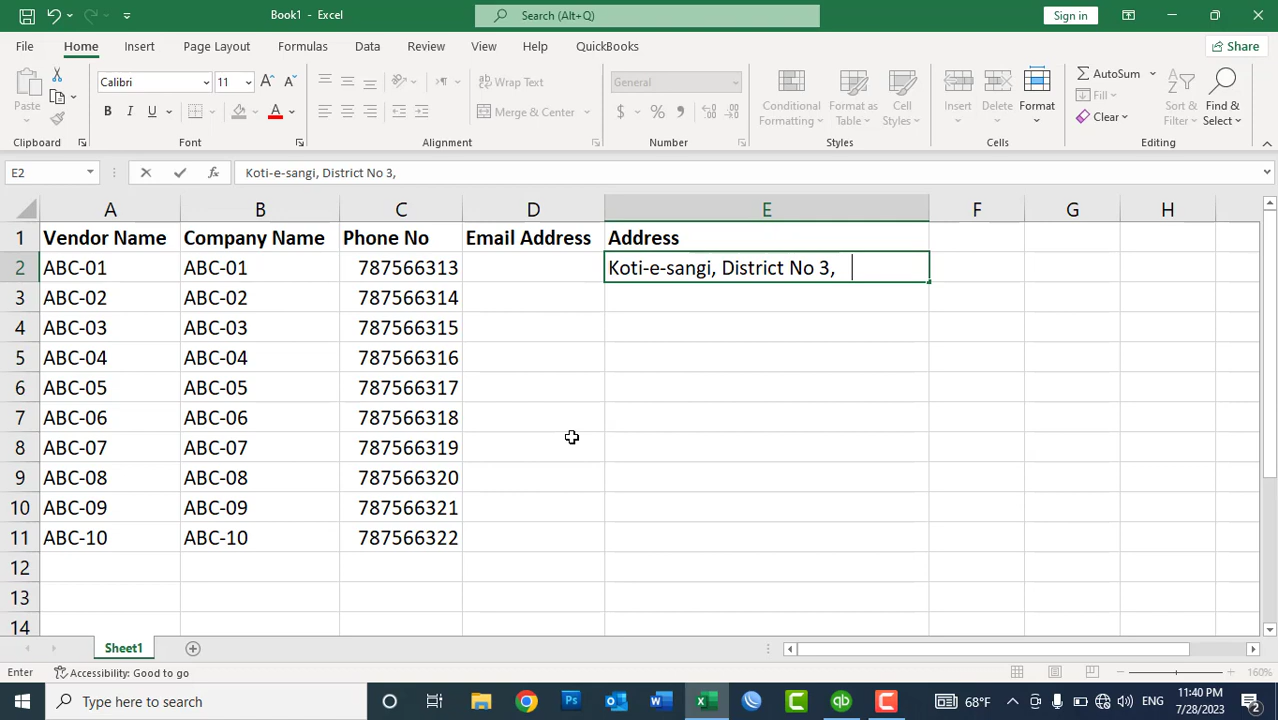 Book1 - Excel
Search (Alt+Q)
Sign in
File Home Insert Page Layout Formulas Data Review View Help QuickBooks
Share
Calibri 11
Wrap Text
General
AutoSum
Paste
B I U
Merge & Center
Conditional Formatting
Format as Table
Cell Styles
Insert
Delete
Format
Fill
Clear
Sort & Filter
Find & Select
Clipboard Font Alignment Number Styles Cells Editing
E2 Koti-e-sangi, District No 3,
A B C D E F G H
1 Vendor Name Company Name Phone No Email Address Address
2 ABC-01 ABC-01 787566313 Koti-e-sangi, District No 3,
3 ABC-02 ABC-02 787566314
4 ABC-03 ABC-03 787566315
5 ABC-04 ABC-04 787566316
6 ABC-05 ABC-05 787566317
7 ABC-06 ABC-06 787566318
8 ABC-07 ABC-07 787566319
9 ABC-08 ABC-08 787566320
10 ABC-09 ABC-09 787566321
11 ABC-10 ABC-10 787566322
12
13
14
Sheet1
Enter Accessibility: Good to go 160%
Type here to search
68°F
ENG
11:40 PM
7/28/2023
2